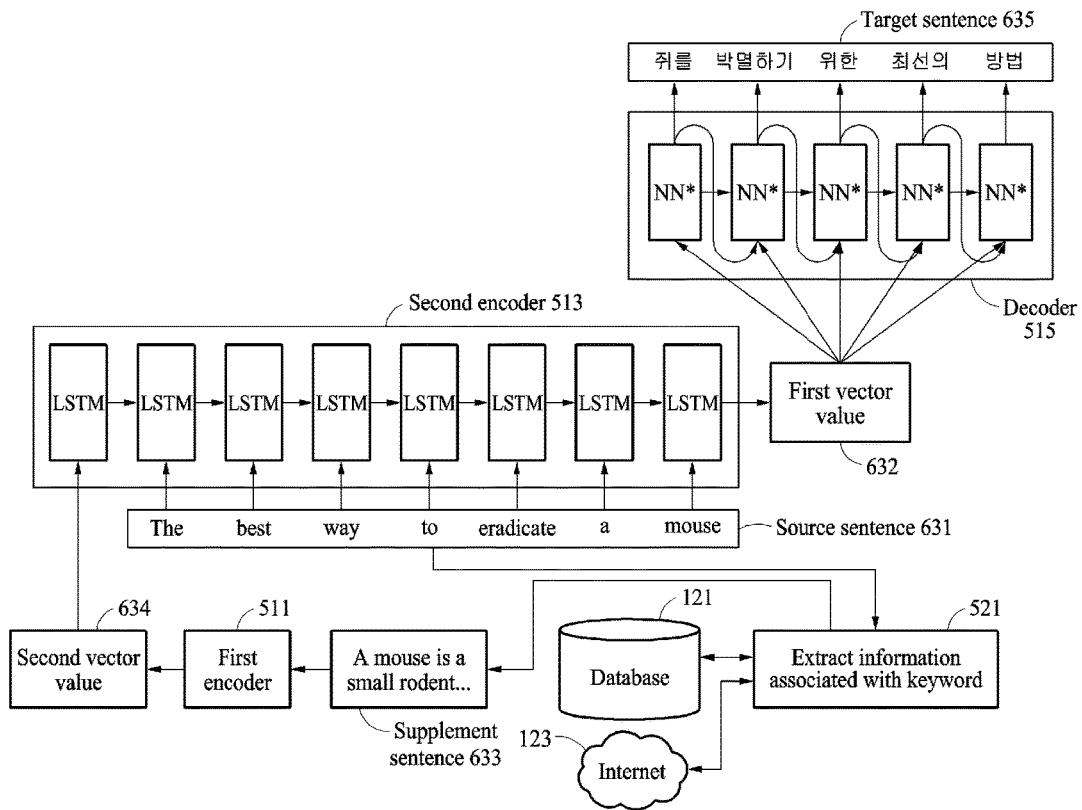 Target sentence 635
쥐를 박멸하기 위한 최선의 방법
NN* NN* NN* NN* NN*
Second encoder 513
Decoder
515
LSTM LSTM LSTM LSTM LSTM LSTM LSTM LSTM
First vector
value
632
The best way to eradicate a mouse
Source sentence 631
634
511
121
521
Second vector
value
First
encoder
A mouse is a
small rodent...
Database
Extract information
associated with keyword
Supplement
sentence 633
123
Internet